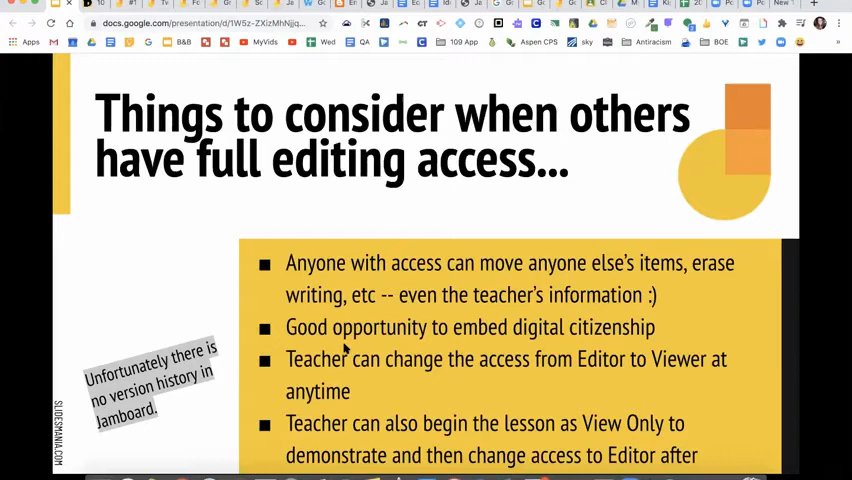 docs.google.com/presentation/d/1W5z-ZXizMhNjjq...
Apps
B&B
MyVids
Wed
109 App
Aspen CPS
sky
Antiracism
BOE
Things to consider when others
have full editing access...
■ Anyone with access can move anyone else's items, erase
writing, etc -- even the teacher's information :)
■ Good opportunity to embed digital citizenship
■ Teacher can change the access from Editor to Viewer at
anytime
■ Teacher can also begin the lesson as View Only to
demonstrate and then change access to Editor after
Unfortunately there is
no version history in
Jamboard.
SLIDESMANIA.COM